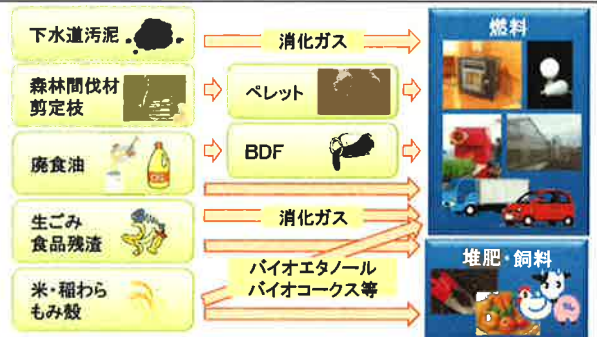 下水道汚泥
消化ガス
燃料
森林間伐材
剪定枝
ペレット
廃食油
BDF
生ごみ
食品残渣
消化ガス
米・稲わら
もみ殻
バイオエタノール
バイオコークス等
堆肥・飼料